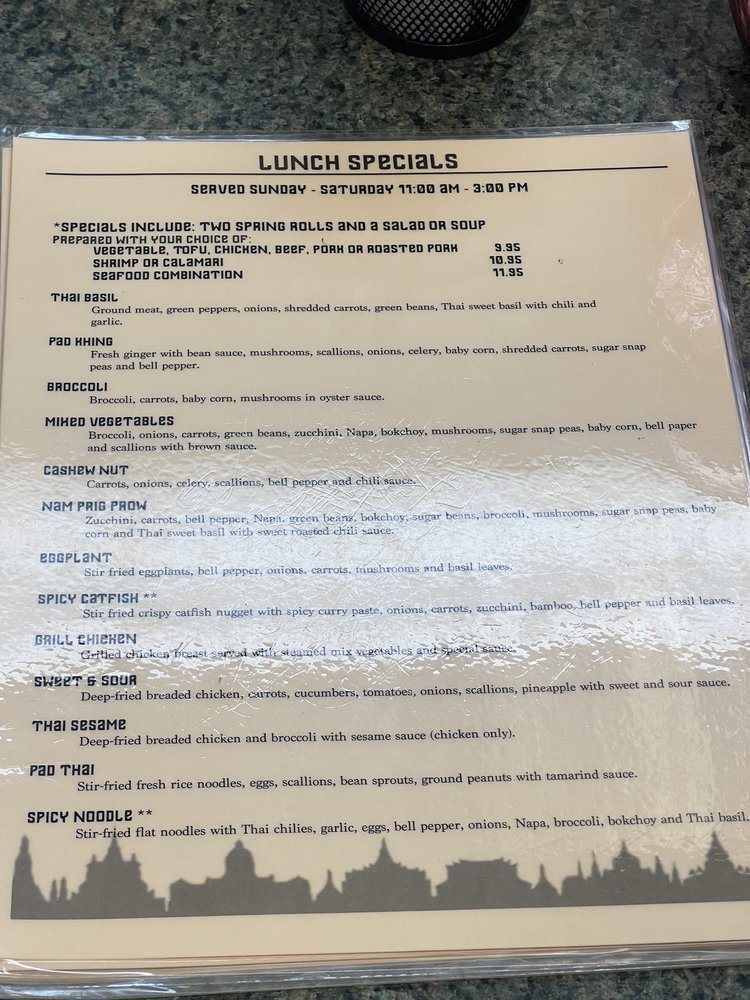 LUNCH SPECIALS
SERVED SUNDAY - SATURDAY 11:00 AM - 3:00 PM
*SPECIALS INCLUDE: TWO SPRING ROLLS AND A SALAD OR SOUP
PREPARED WITH YOUR CHOICE OF:
VEGETABLE, TOFU, CHICKEN, BEEF, PORK OR ROASTED PORK 9.95
SHRIMP OR CALAMARI 10.95
SEAFOOD COMBINATION 11.95
THAI BASIL
Ground meat, green peppers, onions, shredded carrots, green beans, Thai sweet basil with chili and
garlic.
PAD KHING
Fresh ginger with bean sauce, mushrooms, scallions, onions, celery, baby corn, shredded carrots, sugar snap
peas and bell pepper.
BROCCOLI
Broccoli, carrots, baby corn, mushrooms in oyster sauce.
MIXED VEGETABLES
Broccoli, onions, carrots, green beans, zucchini, Napa, bokchoy, mushrooms, sugar snap peas, baby corn, bell paper
and scallions with brown sauce.
CASHEW NUT
Carrots, onions, celery, scallions, bell pepper and chili sauce.
NAM PRIG PROW
Zucchini, carrots, bell pepper, Napa, green beans, bokchoy, sugar beans, broccoli, mushrooms, sugar snap peas, baby
corn and Thai sweet basil with sweet roasted chili sauce.
EGGPLANT
Stir fried eggplants, bell pepper, onions, carrots, mushrooms and basil leaves.
SPICY CATFISH **
Stir fried crispy catfish nugget with spicy curry paste, onions, carrots, zucchini, bamboo, bell pepper and basil leaves.
GRILL CHICKEN
Grilled chicken breast served with steamed mix vegetables and special sauce.
SWEET & SOUR
Deep-fried breaded chicken, carrots, cucumbers, tomatoes, onions, scallions, pineapple with sweet and sour sauce.
THAI SESAME
Deep-fried breaded chicken and broccoli with sesame sauce (chicken only).
PAD THAI
Stir-fried fresh rice noodles, eggs, scallions, bean sprouts, ground peanuts with tamarind sauce.
SPICY NOODLE **
Stir-fried flat noodles with Thai chilies, garlic, eggs, bell pepper, onions, Napa, broccoli, bokchoy and Thai basil.